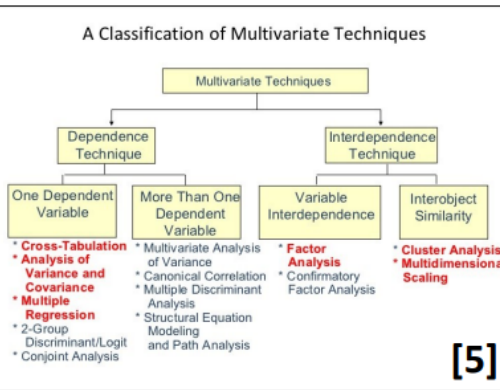 A Classification of Multivariate Techniques
Multivariate Techniques
Dependence
Technique
Interdependence
Technique
One Dependent
Variable
More Than One
Dependent
Variable
Variable
Interdependence
Interobject
Similarity
* Cross-Tabulation
* Analysis of
Variance and
Covariance
* Multiple
Regression
* 2-Group
Discriminant/Logit
* Conjoint Analysis
* Multivariate Analysis
of Variance
* Canonical Correlation
* Multiple Discriminant
Analysis
* Structural Equation
Modeling
and Path Analysis
* Factor
Analysis
* Confirmatory
Factor Analysis
* Cluster Analysis
* Multidimensiona
Scaling
[5]